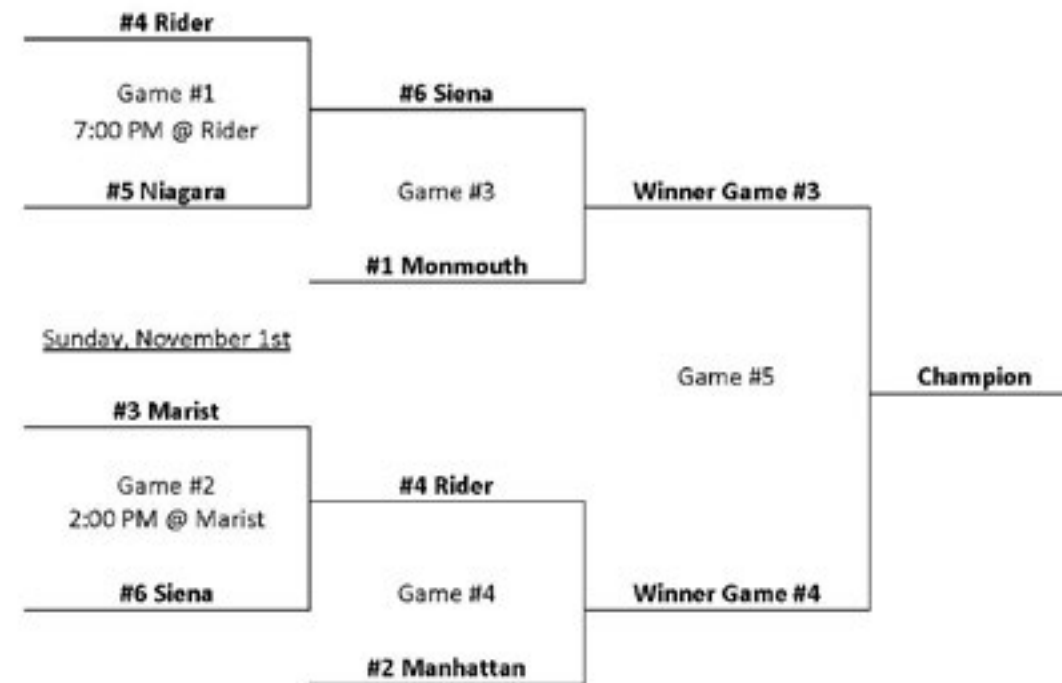 #4 Rider
Game #1
7:00 PM @ Rider
#5 Niagara
#6 Siena
Game #3
#1 Monmouth
Winner Game #3
Sunday, November 1st
Game #5
Champion
#3 Marist
Game #2
2:00 PM @ Marist
#6 Siena
#4 Rider
Game #4
#2 Manhattan
Winner Game #4